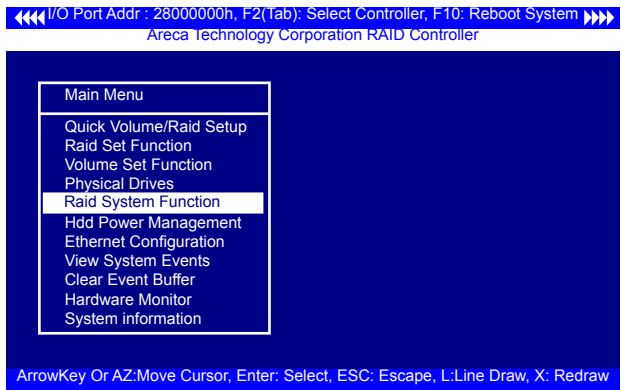 I/O Port Addr : 28000000h, F2(Tab): Select Controller, F10: Reboot System
Areca Technology Corporation RAID Controller
Main Menu
Quick Volume/Raid Setup
Raid Set Function
Volume Set Function
Physical Drives
Raid System Function
Hdd Power Management
Ethernet Configuration
View System Events
Clear Event Buffer
Hardware Monitor
System information
ArrowKey Or AZ:Move Cursor, Enter: Select, ESC: Escape, L:Line Draw, X: Redraw